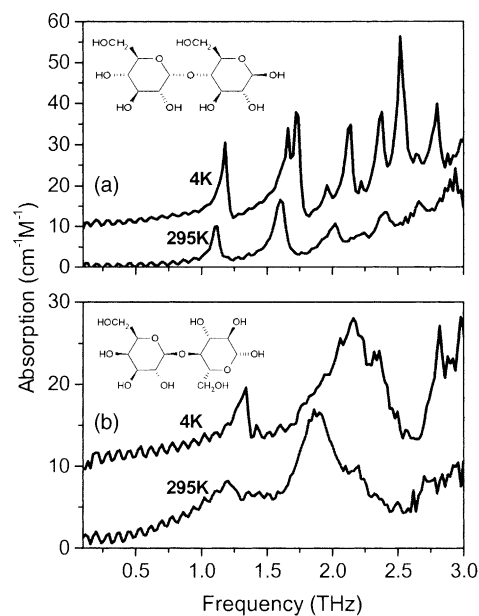 60
50
40
30
20
10
0
HOCH2
HOCH2
O
O
HO
O
OH
HO
OH
HO
OH
4K
(a)
295K
Absorption (cm-1M-1)
30
20
10
0
HOCH2
HO
OH
O
HO
O
OH
O
HO
OH
CH2OH
(b)
4K
295K
0.5
1.0
1.5
2.0
2.5
3.0
Frequency (THz)